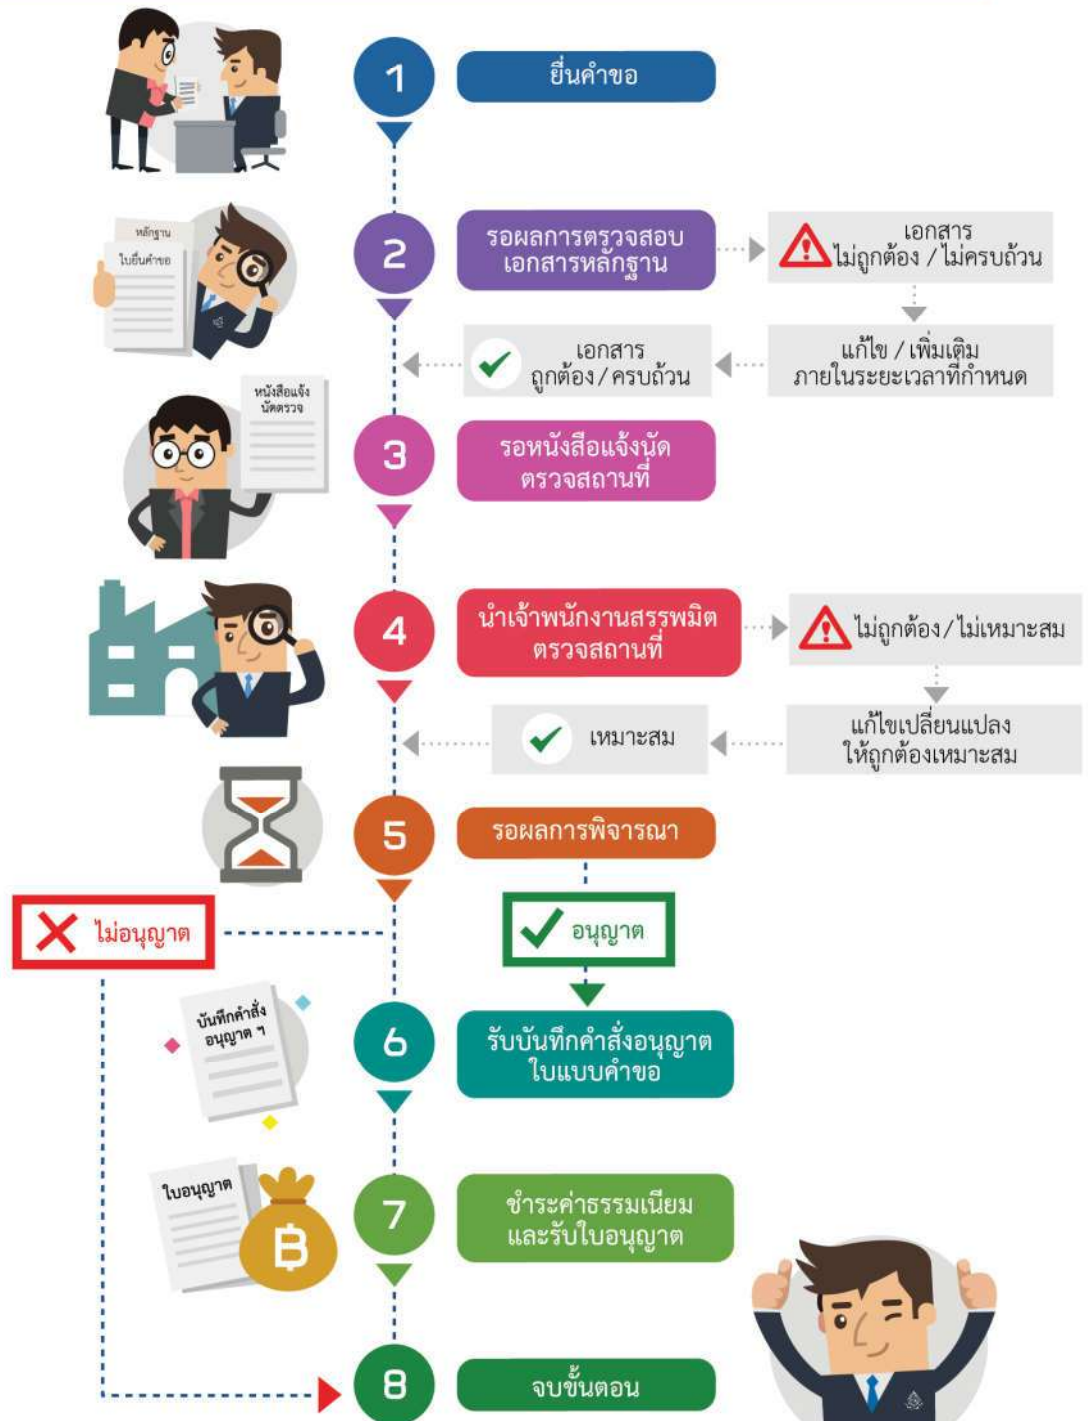 1
ยื่นคำขอ
หลักฐาน
ใบยื่นคำขอ
2
รอผลการตรวจสอบ
เอกสารหลักฐาน
เอกสาร
ไม่ถูกต้อง / ไม่ครบถ้วน
เอกสาร
ถูกต้อง / ครบถ้วน
แก้ไข / เพิ่มเติม
ภายในระยะเวลาที่กำหนด
หนังสือแจ้ง
นัดตรวจ
3
รอหนังสือแจ้งนัด
ตรวจสถานที่
4
นำเจ้าพนักงานสรรพมิต
ตรวจสถานที่
ไม่ถูกต้อง / ไม่เหมาะสม
เหมาะสม
แก้ไขเปลี่ยนแปลง
ให้ถูกต้องเหมาะสม
5
รอผลการพิจารณา
ไม่อนุญาต
อนุญาต
บันทึกคำสั่ง
อนุญาต ฯ
6
รับบันทึกคำสั่งอนุญาต
ใบแบบคำขอ
ใบอนุญาต
฿
7
ชำระค่าธรรมเนียม
และรับใบอนุญาต
8
จบขั้นตอน